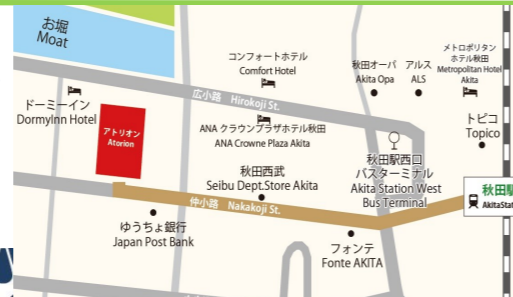 お堀
Moat
コンフォートホテル
Comfort Hotel
秋田オーパ
Akita Opa
アルス
ALS
メトロポリタン
ホテル秋田
Metropolitan Hotel
Akita
ドーミーイン
DormyInn Hotel
アトリオン
Atorion
広小路 Hirokoji St.
ANA クラウンプラザホテル秋田
ANA Crowne Plaza Akita
トピコ
Topico
秋田駅西口
バスターミナル
Akita Station West
Bus Terminal
秋田西武
Seibu Dept.Store Akita
仲小路 Nakakoji St.
秋田駅
AkitaStat
ゆうちょ銀行
Japan Post Bank
フォンテ
Fonte AKITA